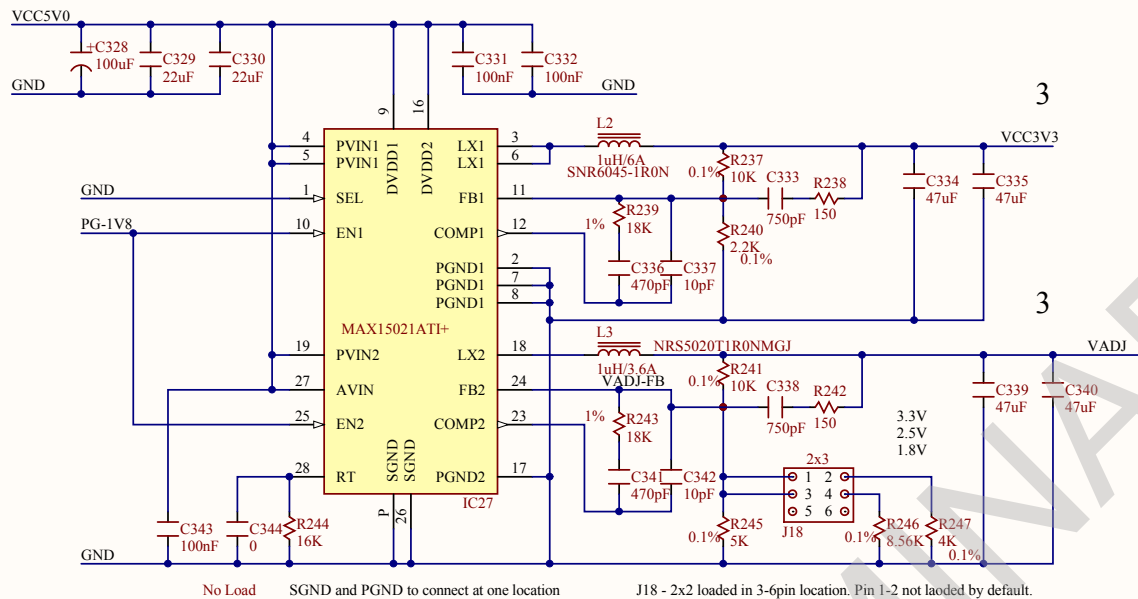 VCC5V0
+C328
100uF
C329
22uF
C330
22uF
C331
100nF
C332
100nF
GND
GND
9
16
3
4
PVIN1
5
PVIN1
DVDD1
DVDD2
LX1
3
LX1
6
L2
1uH/6A
SNR6045-1R0N
VCC3V3
0.1%
R237
10K
C333
750pF
R238
150
C334
47uF
C335
47uF
GND
1
SEL
FB1
11
PG-1V8
10
EN1
COMP1
12
1%
R239
18K
R240
2.2K
0.1%
PGND1
2
PGND1
7
PGND1
8
C336
470pF
C337
10pF
3
MAX15021ATI+
19
PVIN2
LX2
18
L3
NRS5020T1R0NMGJ
1uH/3.6A
VADJ
27
AVIN
FB2
24
VADJ-FB
0.1%
R241
10K
C338
750pF
R242
150
C339
47uF
C340
47uF
25
EN2
COMP2
23
1%
R243
18K
3.3V
2.5V
1.8V
28
RT
SGND
SGND
PGND2
17
C341
470pF
C342
10pF
2x3
1 2
3 4
5 6
J18
IC27
P
26
C343
100nF
C344
0
R244
16K
0.1%
R245
5K
0.1%
R246
8.56K
R247
4K
0.1%
GND
No Load
SGND and PGND to connect at one location
J18 - 2x2 loaded in 3-6pin location. Pin 1-2 not laoded by default.